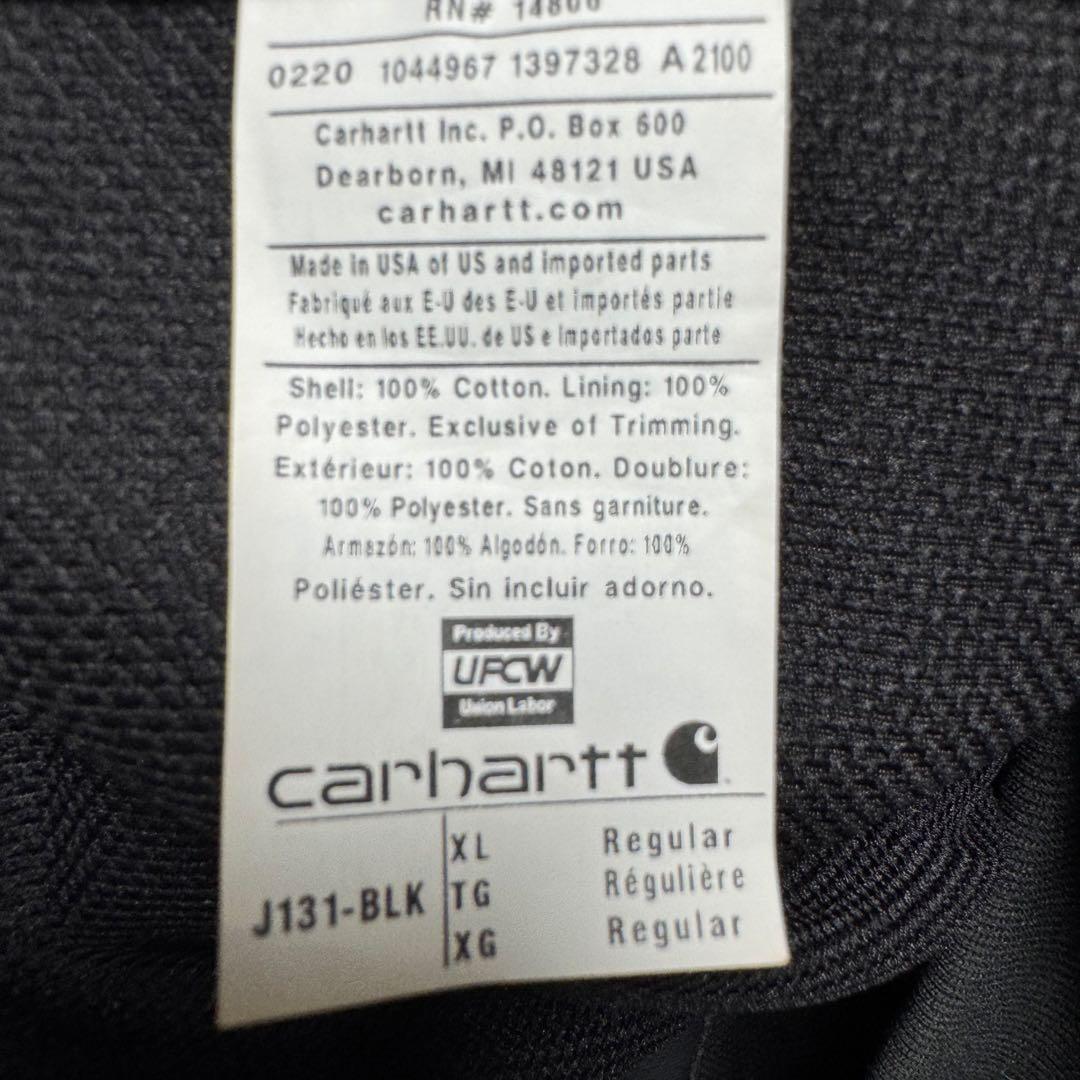 RN# 14806
0220 1044967 1397328 A 2100
Carhartt Inc. P.O. Box 600
Dearborn, MI 48121 USA
carhartt.com
Made in USA of US and imported parts
Fabriqué aux E-U des E-U et importés partie
Hecho en los EE.UU. de US e Importados parte
Shell: 100% Cotton. Lining: 100%
Polyester. Exclusive of Trimming.
Extérieur: 100% Coton. Doublure:
100% Polyester. Sans garniture.
Armazón: 100% Algodón. Forro: 100%
Poliéster. Sin incluir adorno.
Produced By
UFCW
Union Labor
carhartt
J131-BLK
XL Regular
TG Régulière
XG Regular